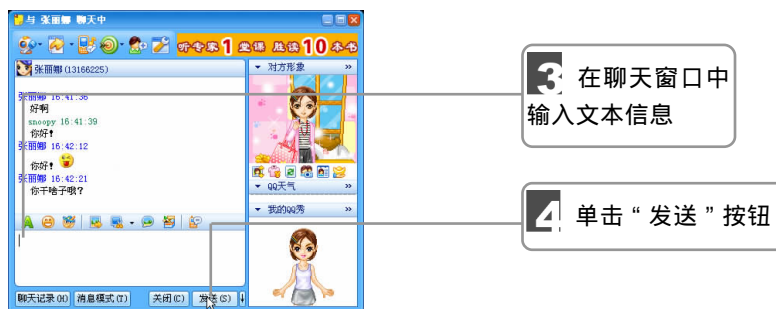 与 张丽娜 聊天中
听专家1堂课 胜读10本书
张丽娜 (13166225)
对方形象
张丽娜 16:41:36
好啊
snoopy 16:41:39
你好!
张丽娜 16:42:12
你好!
张丽娜 16:42:21
你干啥子哦?
QQ天气
我的QQ秀
聊天记录(H) 消息模式(T) 关闭(C) 发送(S)
3 在聊天窗口中
输入文本信息
4 单击“发送”按钮